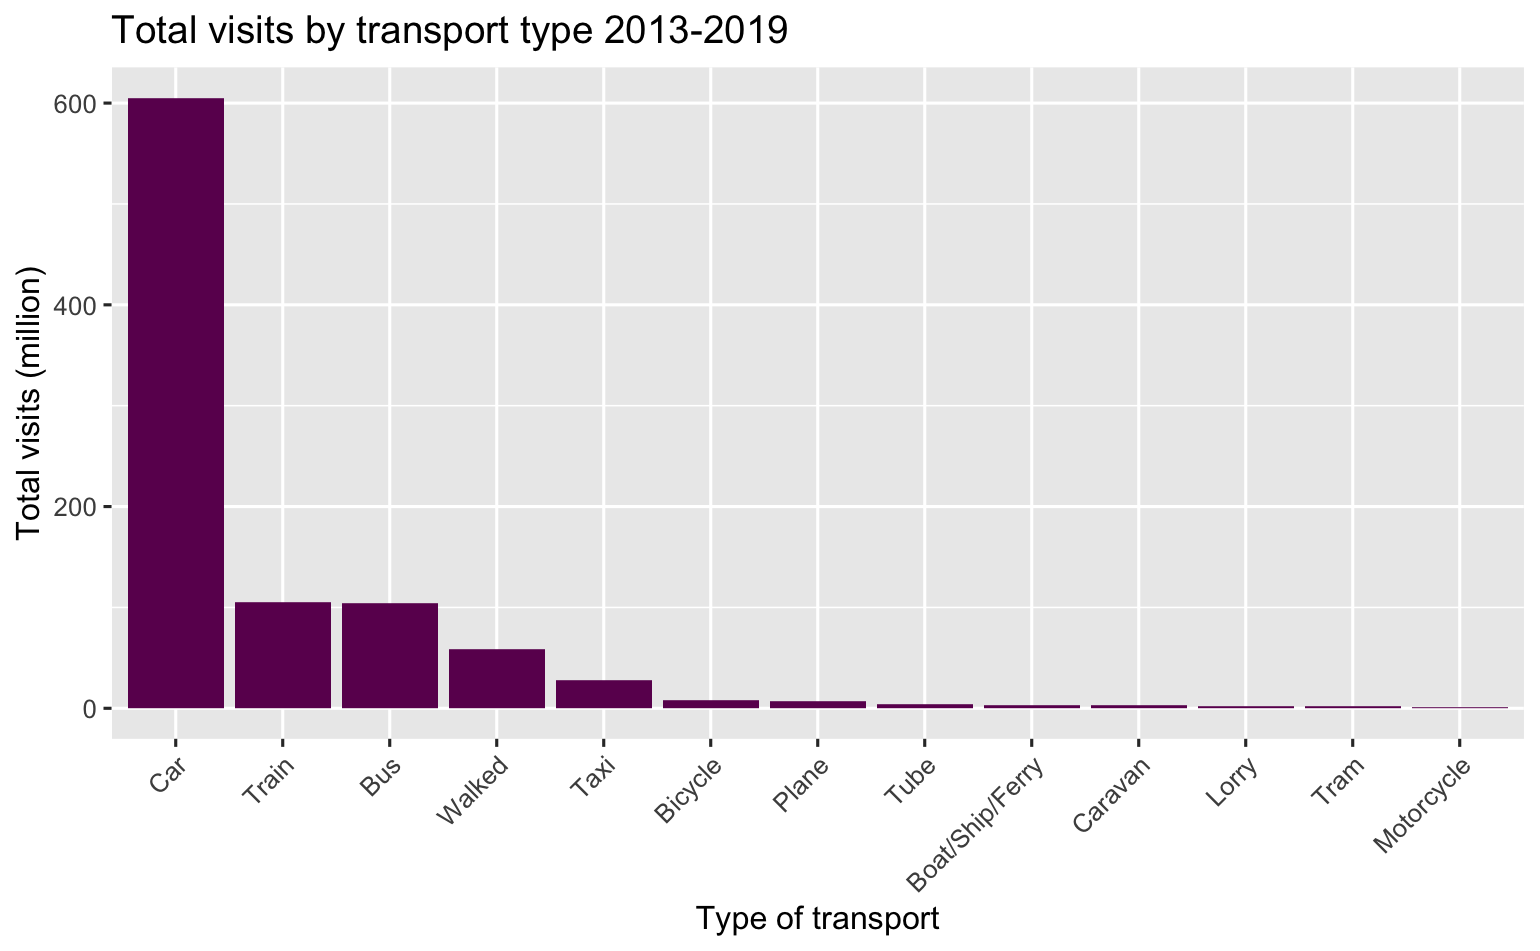 Total visits by transport type 2013-2019
Total visits (million)
600
400
200
0
Car
Train
Bus
Walked
Taxi
Bicycle
Plane
Tube
Boat/Ship/Ferry
Caravan
Lorry
Tram
Motorcycle
Type of transport